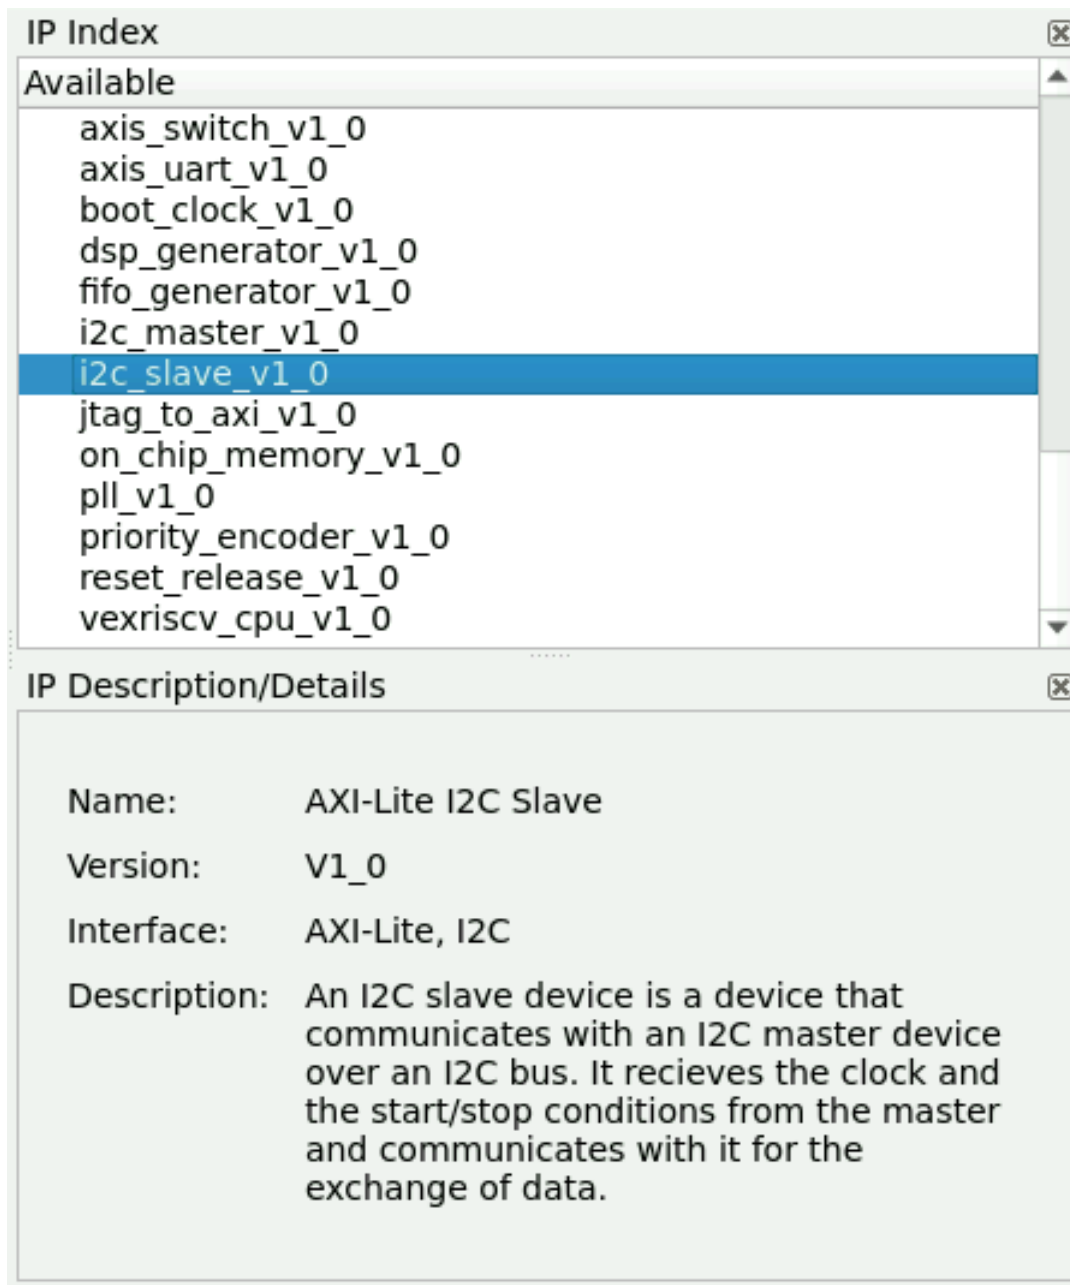 IP Index
Available
axis_switch_v1_0
axis_uart_v1_0
boot_clock_v1_0
dsp_generator_v1_0
fifo_generator_v1_0
i2c_master_v1_0
i2c_slave_v1_0
jtag_to_axi_v1_0
on_chip_memory_v1_0
pll_v1_0
priority_encoder_v1_0
reset_release_v1_0
vexriscv_cpu_v1_0
IP Description/Details
Name: AXI-Lite I2C Slave
Version: V1_0
Interface: AXI-Lite, I2C
Description: An I2C slave device is a device that
communicates with an I2C master device
over an I2C bus. It recieves the clock and
the start/stop conditions from the master
and communicates with it for the
exchange of data.